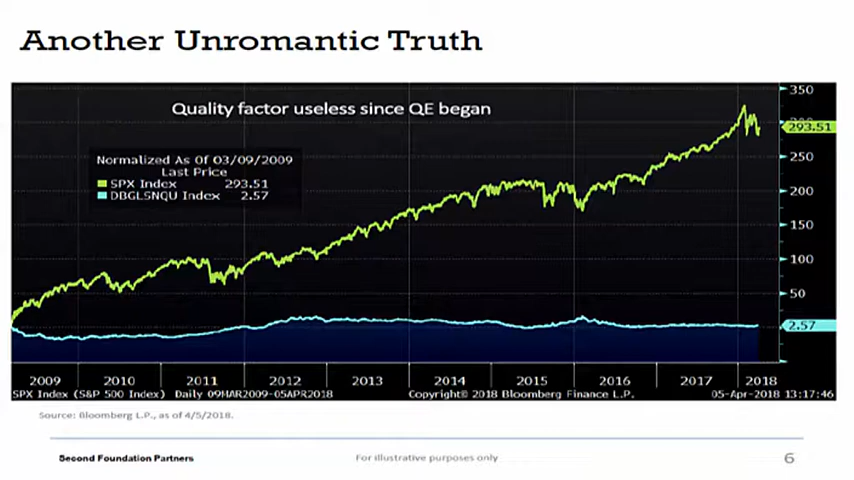 Another Unromantic Truth
Quality factor useless since QE began
Normalized As Of 03/09/2009
Last Price
SPX Index 293.51
DBGLSNQU Index 2.57
350
293.51
250
200
150
100
50
2.57
2009 2010 2011 2012 2013 2014 2015 2016 2017 2018
SPX Index (S&P 500 Index) Daily 09MAR2009-05APR2018 Copyright© 2018 Bloomberg Finance L.P. 05-Apr-2018 13:17:46
Source: Bloomberg L.P., as of 4/5/2018.
Second Foundation Partners For illustrative purposes only 6